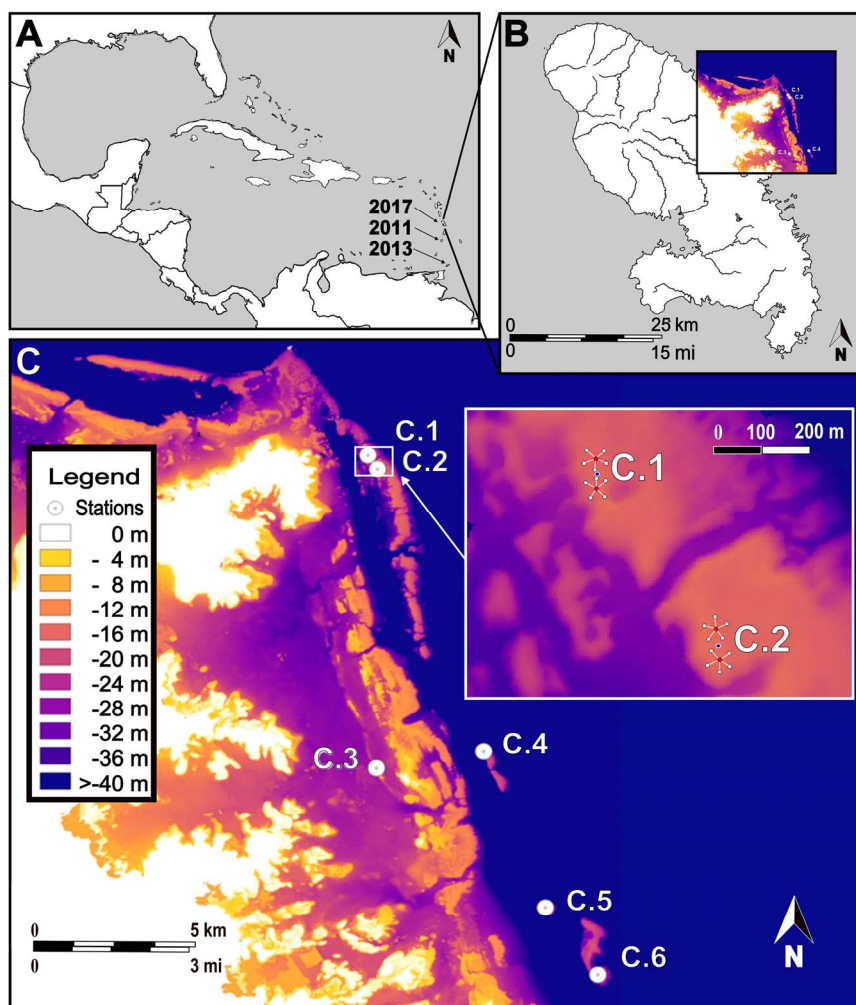 A
N
2017
2011
2013
B
C.1
C.2
C.3
C.4
0 25 km
0 15 mi
N
C
C.1
C.2
Legend
Stations
0 m
- 4 m
- 8 m
-12 m
-16 m
-20 m
-24 m
-28 m
-32 m
-36 m
>-40 m
0 100 200 m
C.1
C.2
C.3
C.4
C.5
C.6
0 5 km
0 3 mi
N